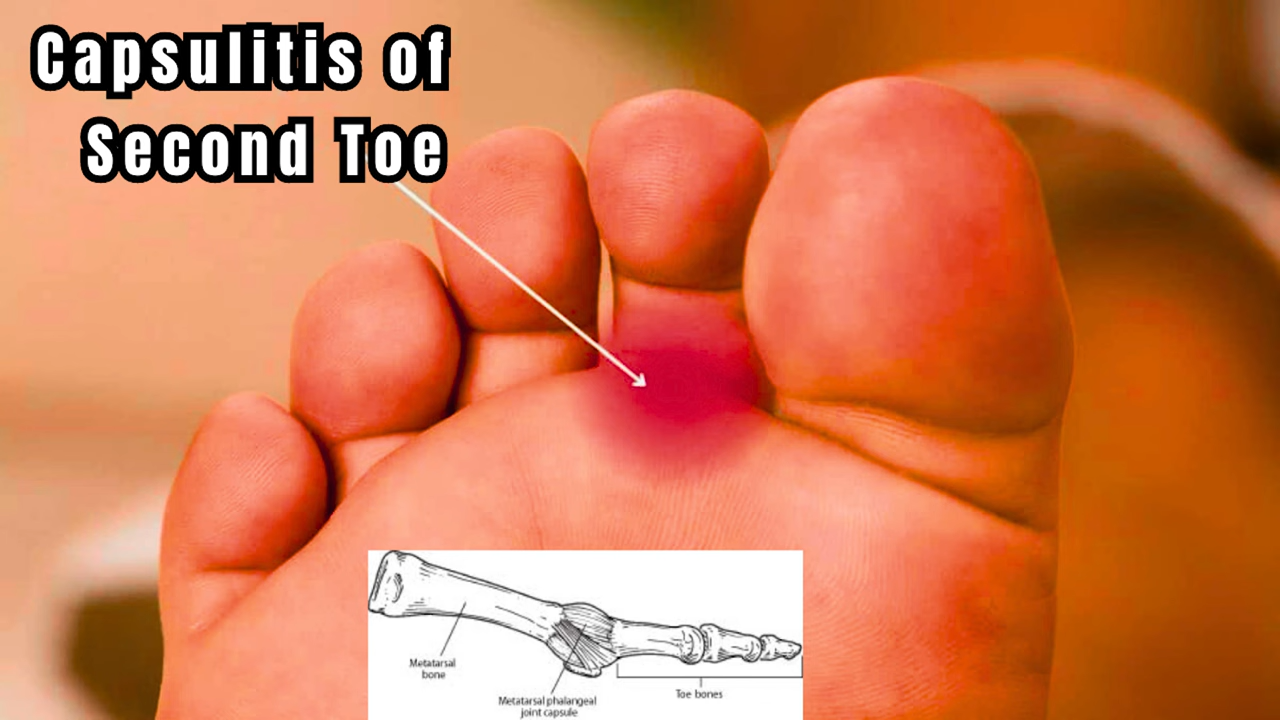 Capsulitis of
Second Toe
Metatarsal
bone
Metatarsal phalangeal
joint capsule
Toe bones